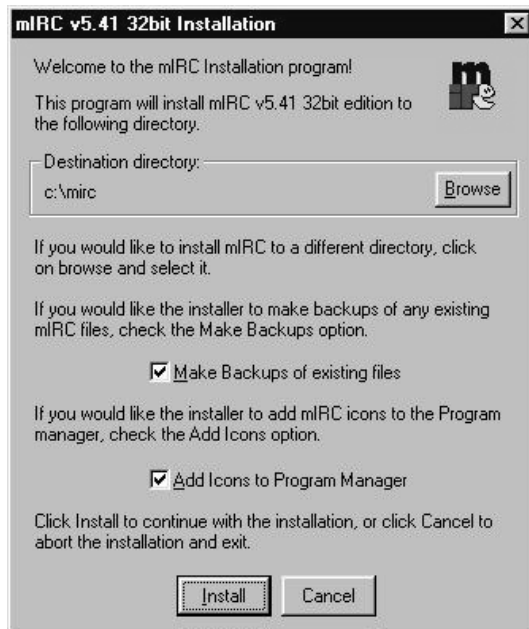 mIRC v5.41 32bit Installation
Welcome to the mIRC Installation program!
This program will install mIRC v5.41 32bit edition to
the following directory.
Destination directory:
c:\mirc
Browse
If you would like to install mIRC to a different directory, click
on browse and select it.
If you would like the installer to make backups of any existing
mIRC files, check the Make Backups option.
Make Backups of existing files
If you would like the installer to add mIRC icons to the Program
manager, check the Add Icons option.
Add Icons to Program Manager
Click Install to continue with the installation, or click Cancel to
abort the installation and exit.
Install
Cancel